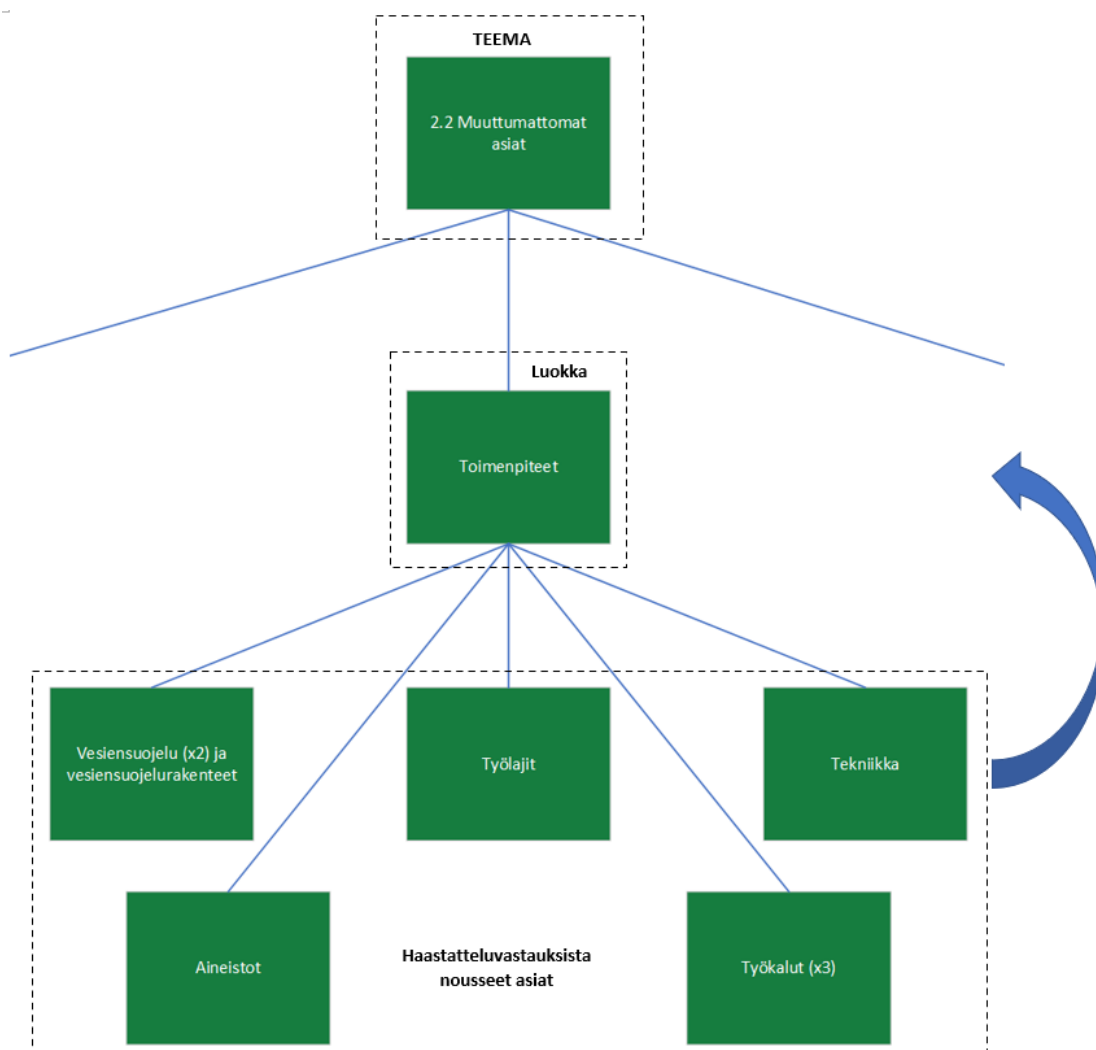 TEEMA
2.2 Muuttumattomat
asiat
Luokka
Toimenpiteet
Vesiensuojelu (x2) ja
vesiensuojelurakenteet
Työlajit
Tekniikka
Aineistot
Haastatteluvastauksista
nousseet asiat
Työkalut (x3)